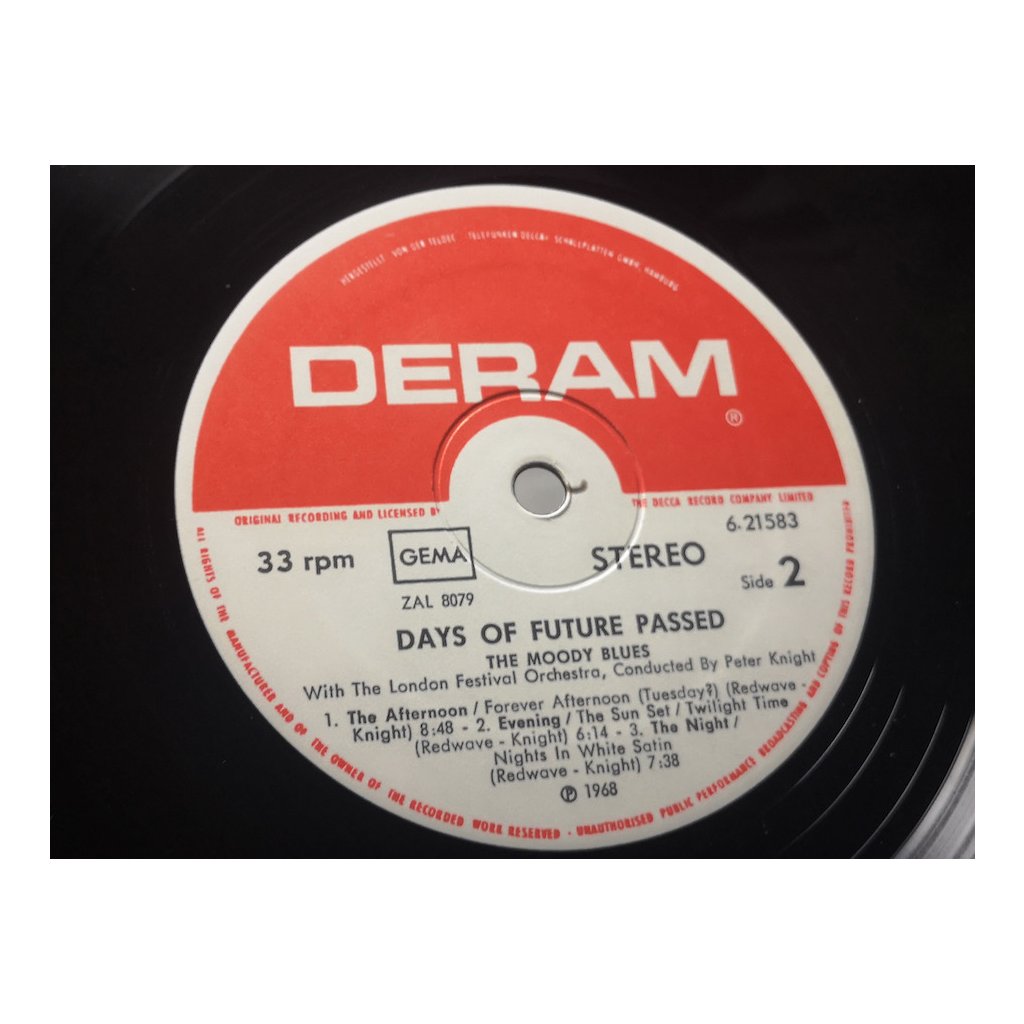 HERGESTELLT VON DER TELDEC · TELEFUNKEN-DECCA· SCHALLPLATTEN GMBH, HAMBURG
DERAM
®
ORIGINAL RECORDING AND LICENSED BY THE DECCA RECORD COMPANY LIMITED
33 rpm
GEMA
STEREO
6.21583
ZAL 8079
Side 2
DAYS OF FUTURE PASSED
THE MOODY BLUES
With The London Festival Orchestra, Conducted By Peter Knight
1. The Afternoon / Forever Afternoon (Tuesday?) (Redwave -
Knight) 8:48 - 2. Evening / The Sun Set / Twilight Time
(Redwave - Knight) 6:14 - 3. The Night /
Nights In White Satin
(Redwave - Knight) 7:38
℗ 1968
ALL RIGHTS OF THE MANUFACTURER AND OF THE OWNER OF THE RECORDED WORK RESERVED · UNAUTHORISED PUBLIC PERFORMANCE BROADCASTING AND COPYING OF THIS RECORD PROHIBITED